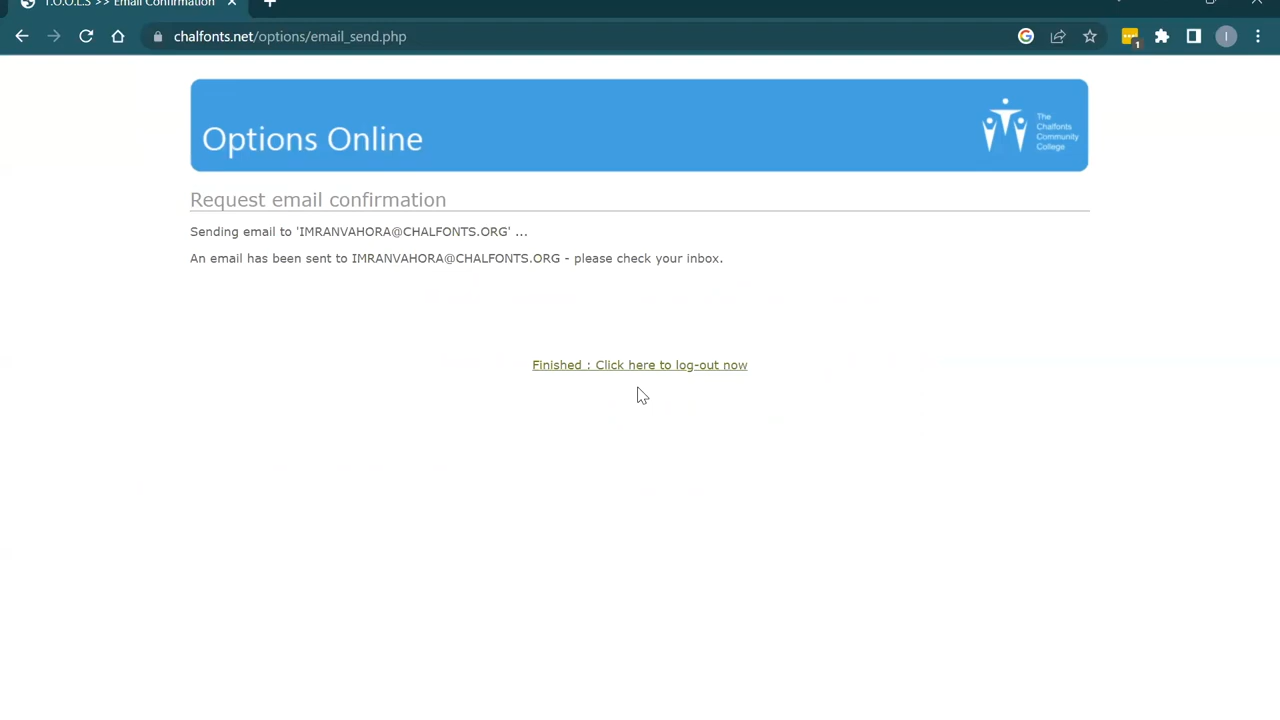 T.O.O.L.S >> Email Confirmation
chalfonts.net/options/email_send.php
1
I
Options Online
The
Chalfonts
Community
College
Request email confirmation
Sending email to 'IMRANVAHORA@CHALFONTS.ORG' ...
An email has been sent to IMRANVAHORA@CHALFONTS.ORG - please check your inbox.
Finished : Click here to log-out now